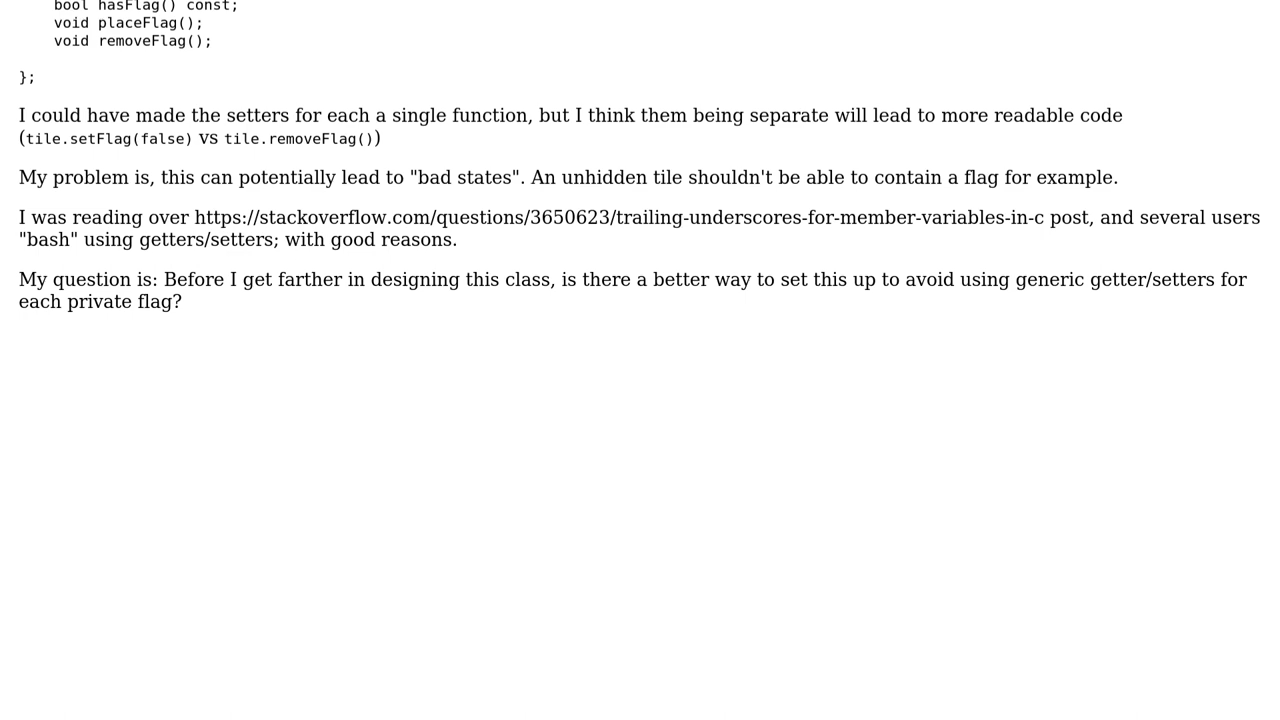 bool hasFlag() const;
void placeFlag();
void removeFlag();
};
I could have made the setters for each a single function, but I think them being separate will lead to more readable code
(tile.setFlag(false) vs tile.removeFlag())
My problem is, this can potentially lead to "bad states". An unhidden tile shouldn't be able to contain a flag for example.
I was reading over https://stackoverflow.com/questions/3650623/trailing-underscores-for-member-variables-in-c post, and several users
"bash" using getters/setters; with good reasons.
My question is: Before I get farther in designing this class, is there a better way to set this up to avoid using generic getter/setters for
each private flag?